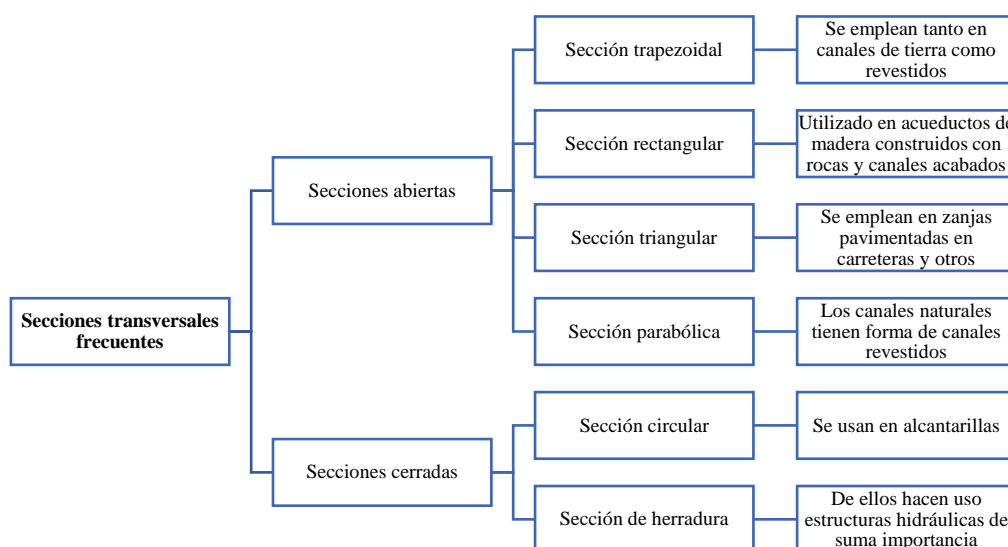 Secciones transversales
frecuentes
Secciones abiertas
Sección trapezoidal
Se emplean tanto en
canales de tierra como
revestidos
Sección rectangular
Utilizado en acueductos de
madera construidos con
rocas y canales acabados
Sección triangular
Se emplean en zanjas
pavimentadas en
carreteras y otros
Sección parabólica
Los canales naturales
tienen forma de canales
revestidos
Secciones cerradas
Sección circular
Se usan en alcantarillas
Sección de herradura
De ellos hacen uso
estructuras hidráulicas de
suma importancia